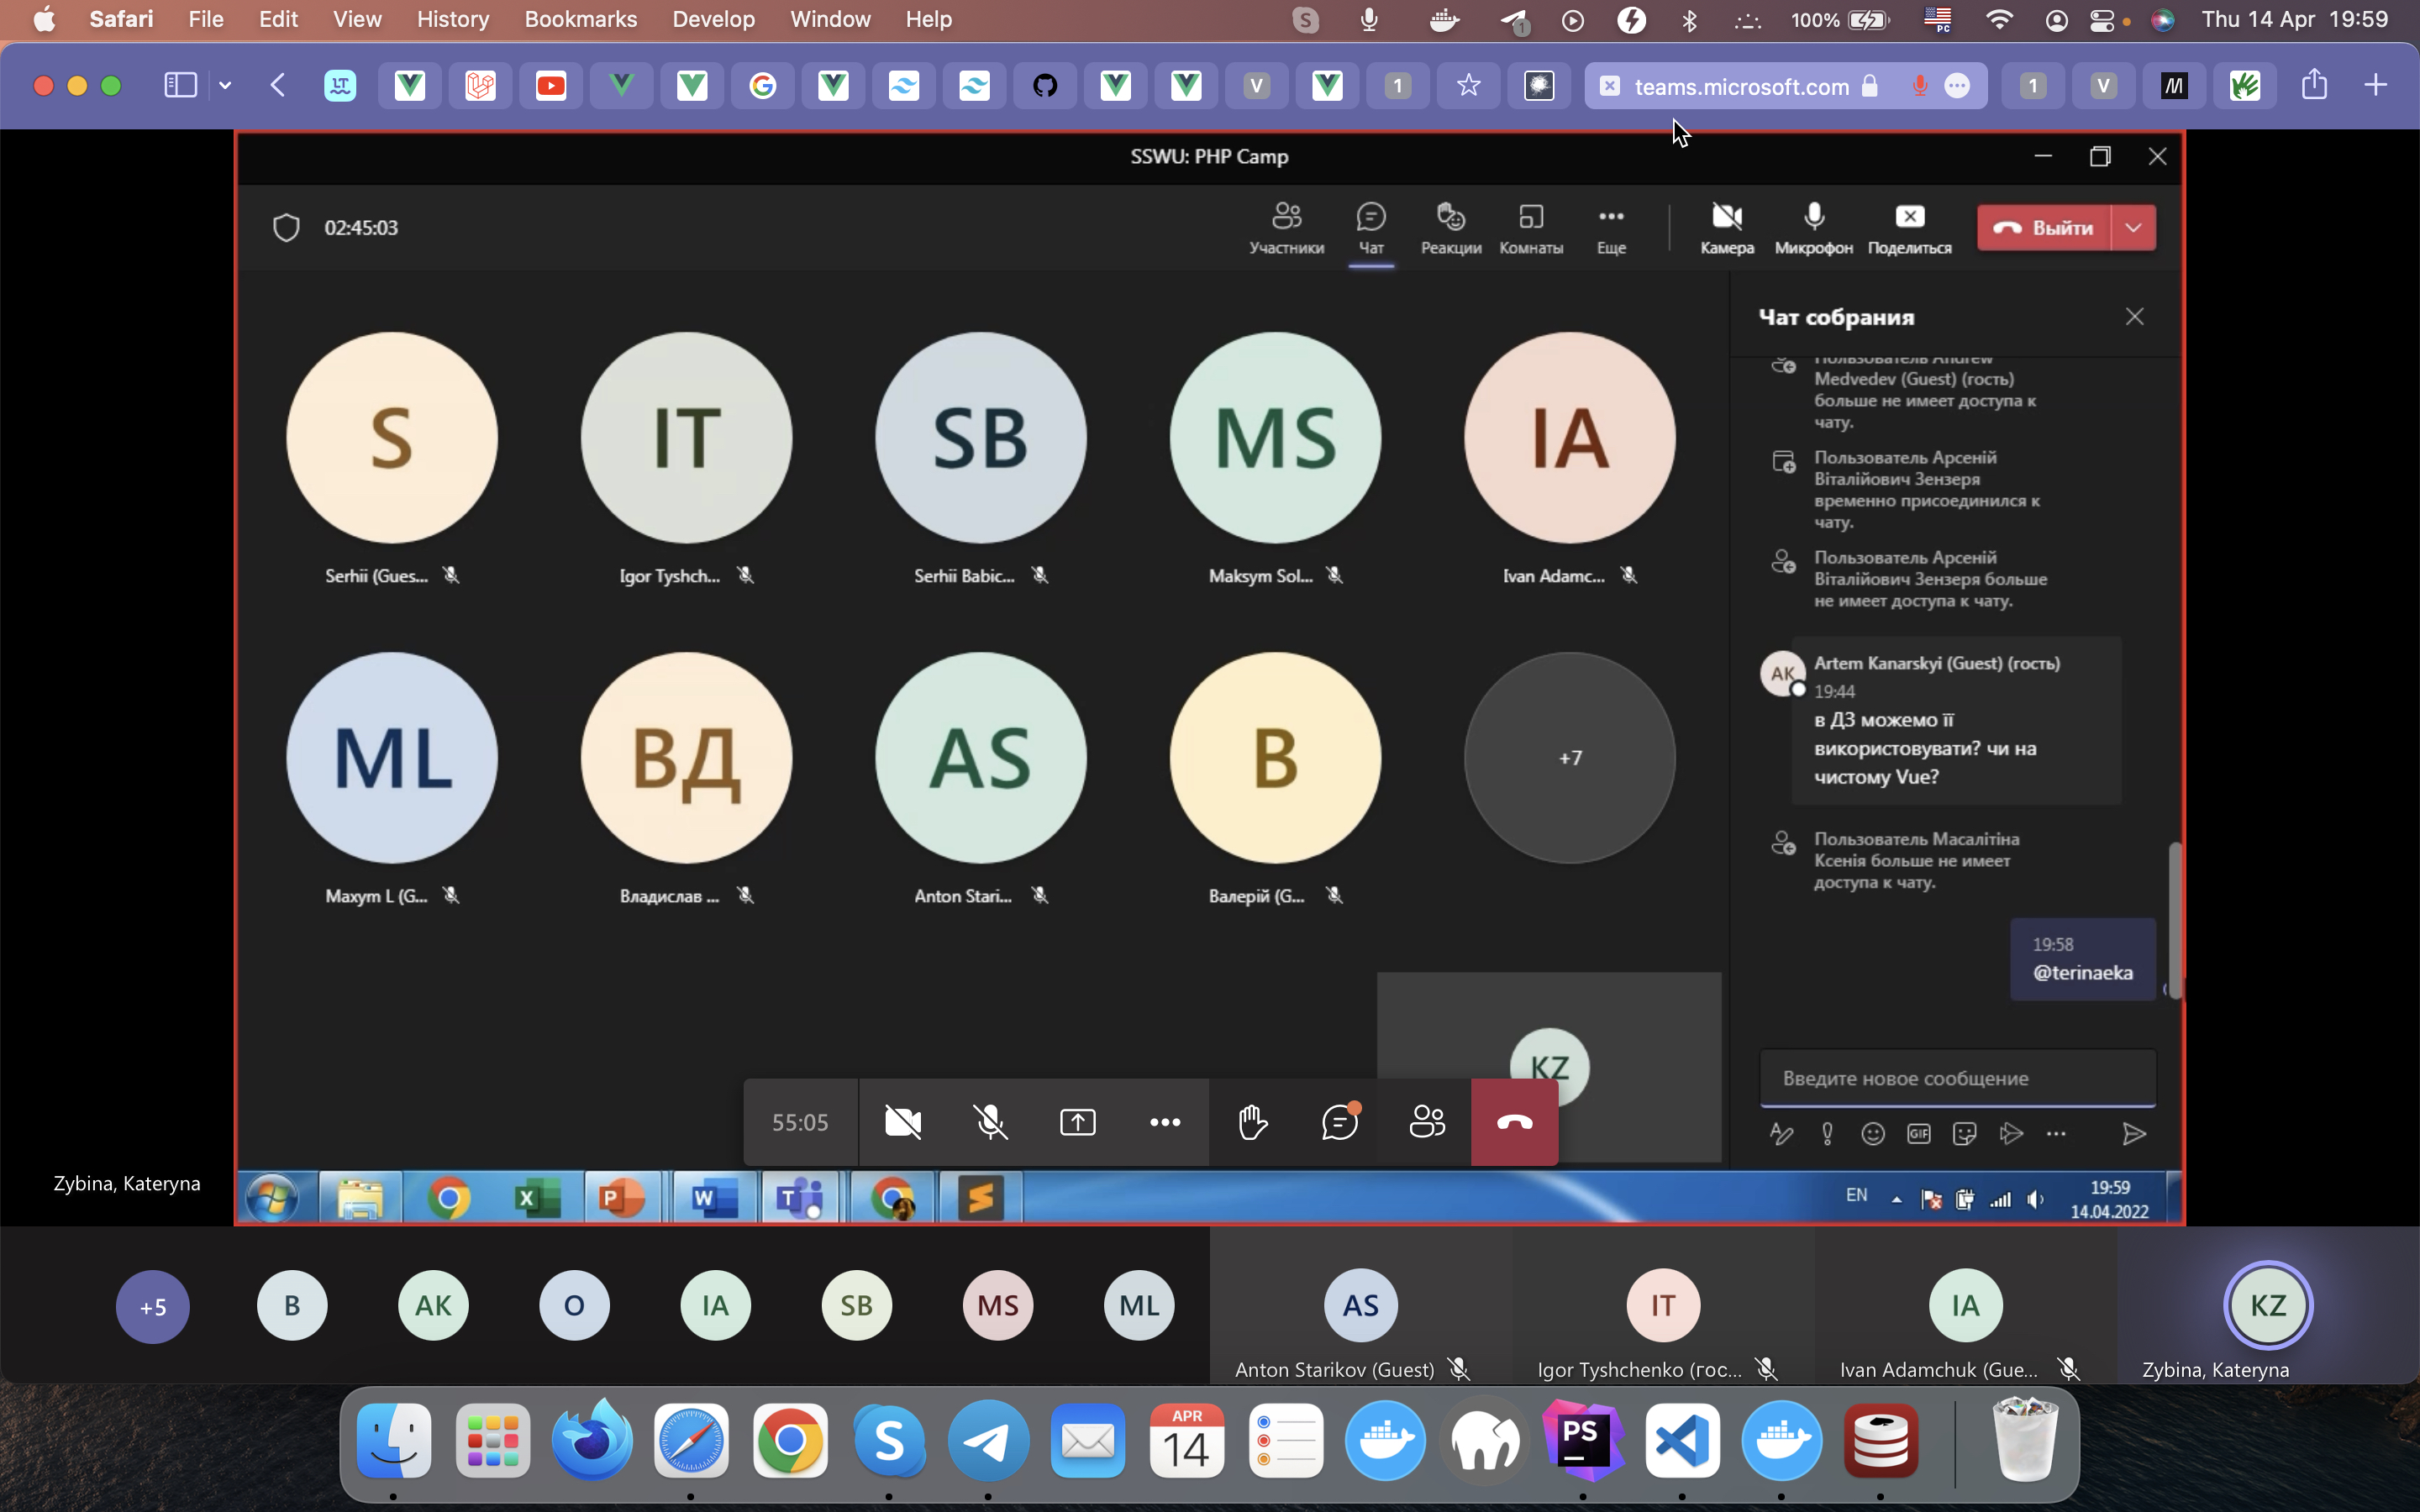 Safari File Edit View History Bookmarks Develop Window Help 100% Thu 14 Apr 19:59
teams.microsoft.com
SSWU: PHP Camp
02:45:03
Участники Чат Реакции Комнаты Еще Камера Микрофон Поделиться Выйти
Чат собрания
Пользователь Andrew
Medvedev (Guest) (гость)
больше не имеет доступа к
чату.
Пользователь Арсеній
Віталійович Зензеря
временно присоединился к
чату.
Пользователь Арсеній
Віталійович Зензеря больше
не имеет доступа к чату.
AK Artem Kanarskyi (Guest) (гость)
19:44
в ДЗ можемо її
використовувати? чи на
чистому Vue?
Пользователь Масалітіна
Ксенія больше не имеет
доступа к чату.
19:58
@terinaeka
Введите новое сообщение
GIF
S IT SB MS IA
Serhii (Gues... Igor Tyshch... Serhii Babic... Maksym Sol... Ivan Adamc...
ML ВД AS В +7
Maxym L (G... Владислав ... Anton Stari... Валерій (G...
KZ
55:05
Zybina, Kateryna
EN 19:59
14.04.2022
+5 В AK O IA SB MS ML AS IT IA KZ
Anton Starikov (Guest) Igor Tyshchenko (гос... Ivan Adamchuk (Gue... Zybina, Kateryna
APR
14
PS